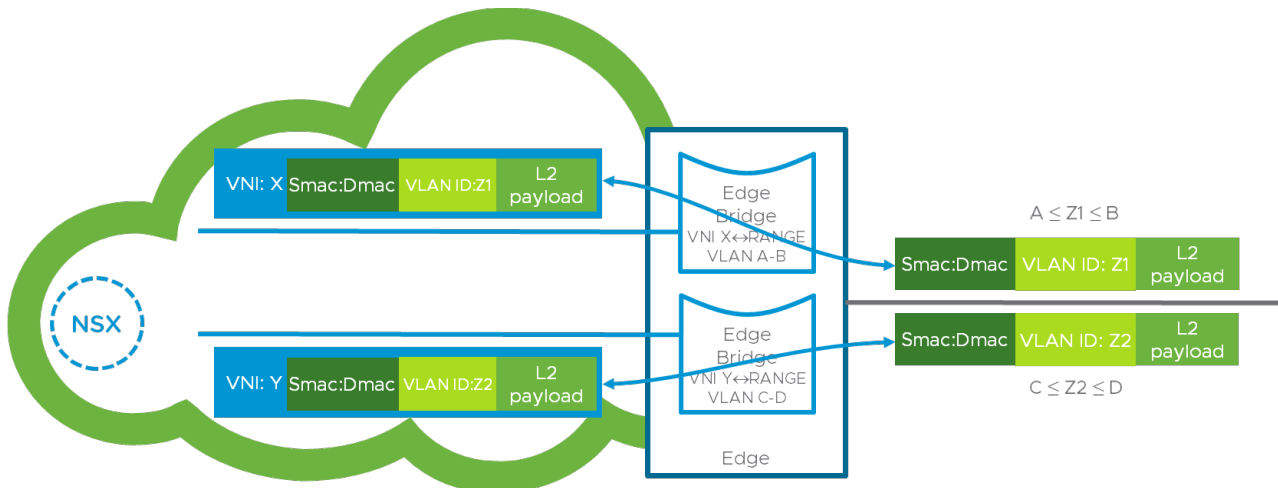 VNI: X
Smac:Dmac
VLAN ID:Z1
L2
payload
Edge
Bridge
VNI X↔RANGE
VLAN A-B
A ≤ Z1 ≤ B
Smac:Dmac
VLAN ID: Z1
L2
payload
NSX
VNI: Y
Smac:Dmac
VLAN ID:Z2
L2
payload
Edge
Bridge
VNI Y↔RANGE
VLAN C-D
Smac:Dmac
VLAN ID: Z2
L2
payload
C ≤ Z2 ≤ D
Edge